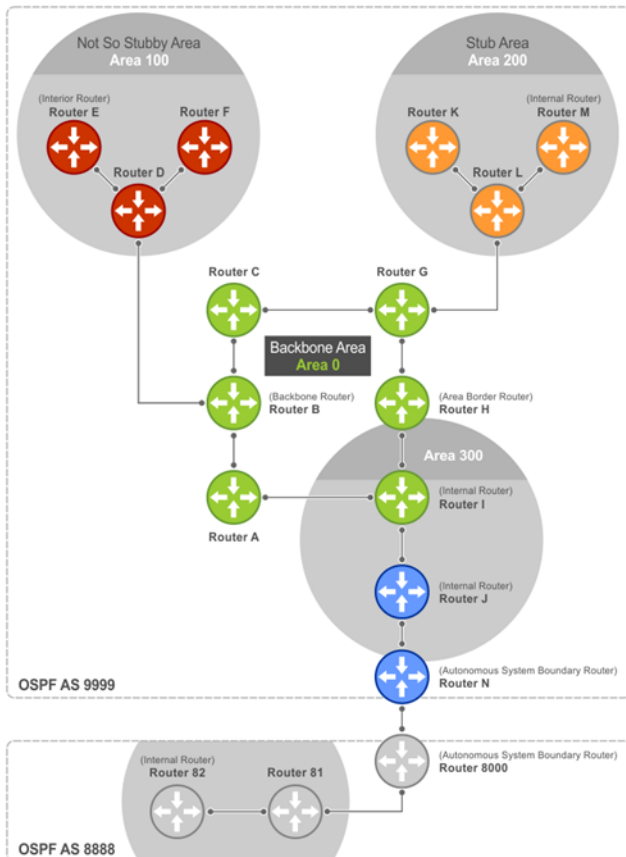 Not So Stubby Area
Area 100
Stub Area
Area 200
(Interior Router)
Router E
Router F
Router D
Router K
(Internal Router)
Router M
Router L
Router C
Router G
Backbone Area
Area 0
(Backbone Router)
Router B
(Area Border Router)
Router H
Area 300
Router A
(Internal Router)
Router I
(Internal Router)
Router J
(Autonomous System Boundary Router)
Router N
OSPF AS 9999
(Autonomous System Boundary Router)
Router 8000
(Internal Router)
Router 82
Router 81
OSPF AS 8888